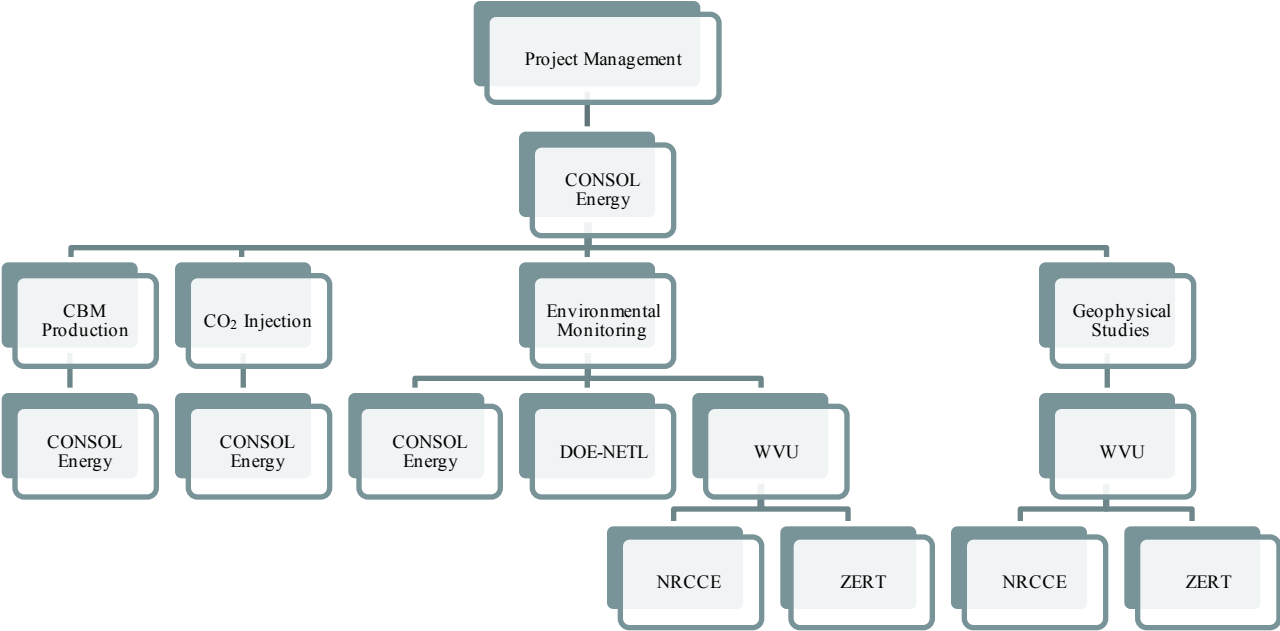 Project Management
CONSOL
Energy
CBM
Production
CO₂ Injection
Environmental
Monitoring
Geophysical
Studies
CONSOL
Energy
CONSOL
Energy
CONSOL
Energy
DOE-NETL
WVU
WVU
NRCCE
ZERT
NRCCE
ZERT